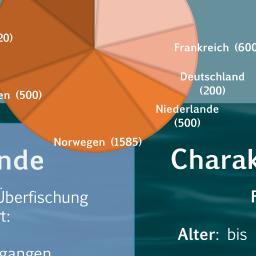 20)
Frankreich (600
Deutschland
(200)
en (500)
Niederlande
(500)
Norwegen (1585)
nde
Charak
Überfischung
F
t:
Alter: bis
gangen